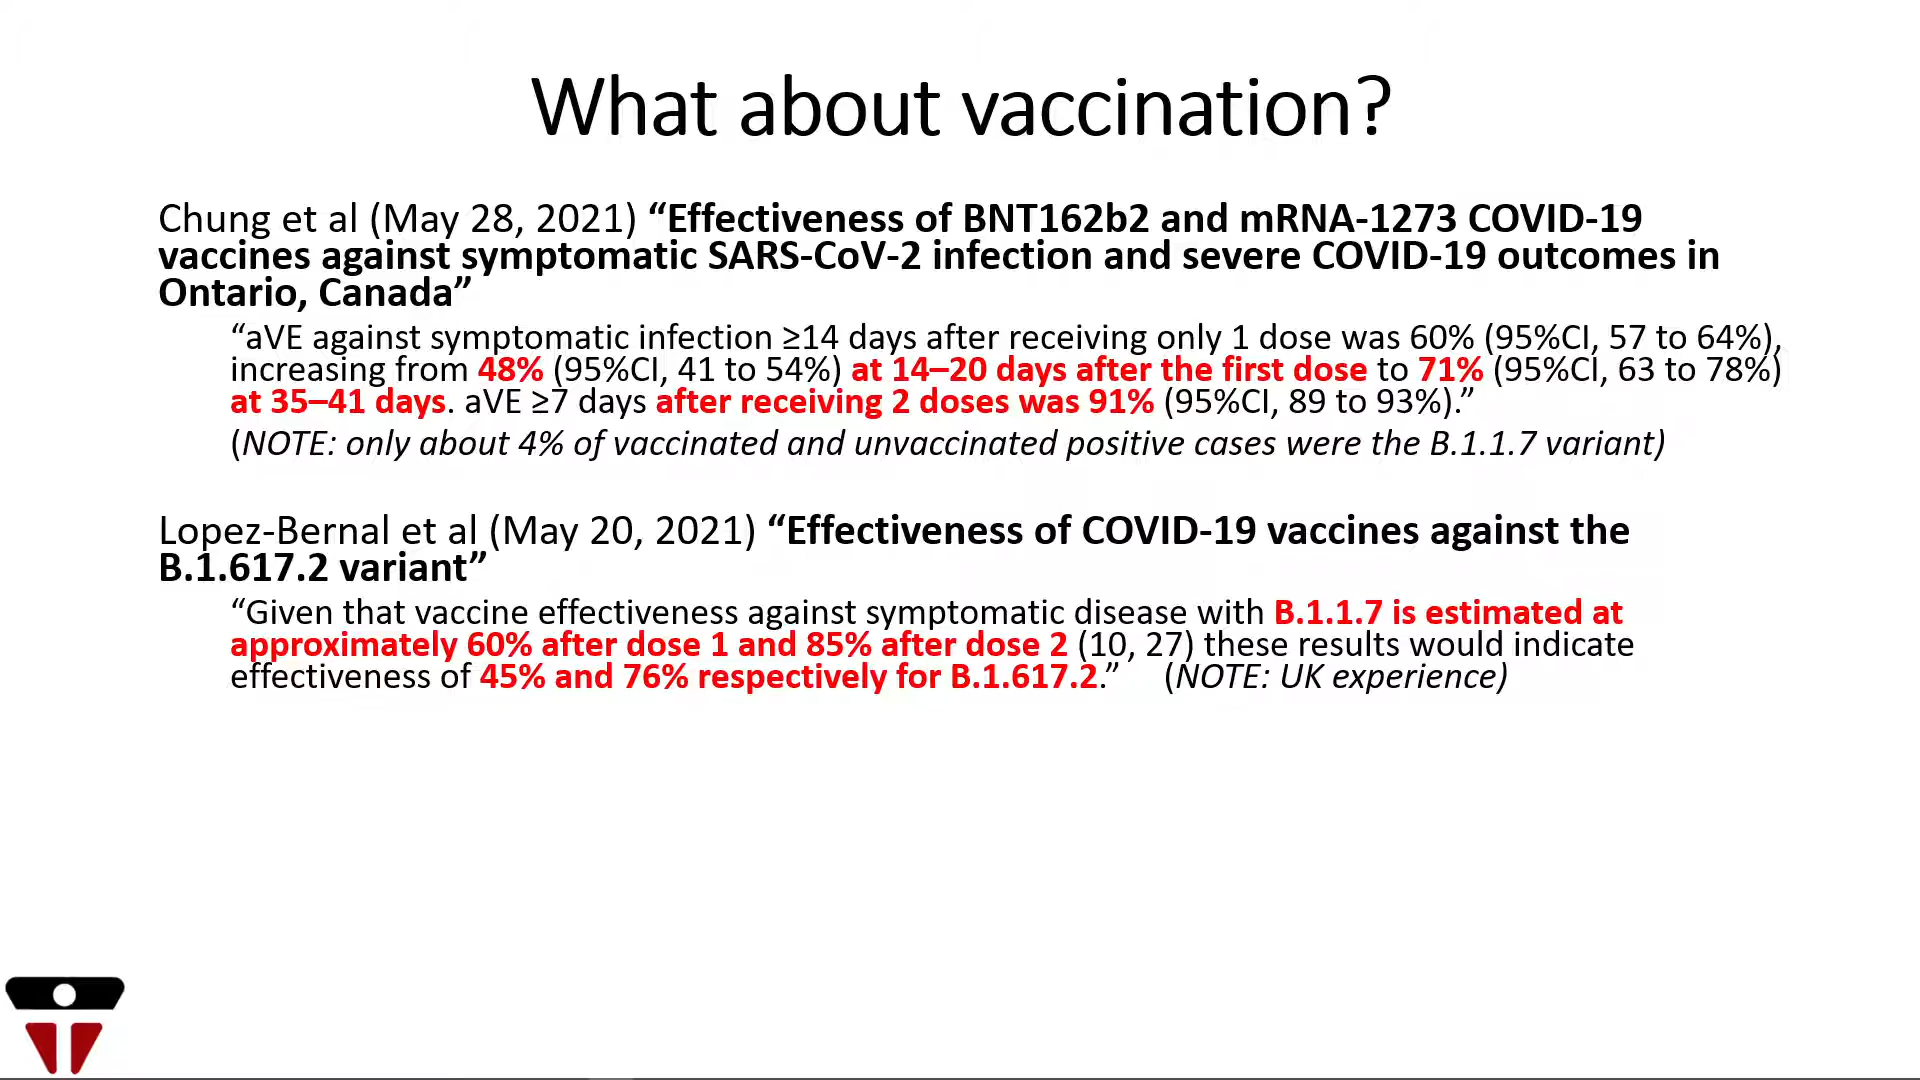 What about vaccination?
Chung et al (May 28, 2021) “Effectiveness of BNT162b2 and mRNA-1273 COVID-19
vaccines against symptomatic SARS-CoV-2 infection and severe COVID-19 outcomes in
Ontario, Canada”
“aVE against symptomatic infection ≥14 days after receiving only 1 dose was 60% (95%CI, 57 to 64%),
increasing from 48% (95%CI, 41 to 54%) at 14–20 days after the first dose to 71% (95%CI, 63 to 78%)
at 35–41 days. aVE ≥7 days after receiving 2 doses was 91% (95%CI, 89 to 93%).”
(NOTE: only about 4% of vaccinated and unvaccinated positive cases were the B.1.1.7 variant)
Lopez-Bernal et al (May 20, 2021) “Effectiveness of COVID-19 vaccines against the
B.1.617.2 variant”
“Given that vaccine effectiveness against symptomatic disease with B.1.1.7 is estimated at
approximately 60% after dose 1 and 85% after dose 2 (10, 27) these results would indicate
effectiveness of 45% and 76% respectively for B.1.617.2.” (NOTE: UK experience)